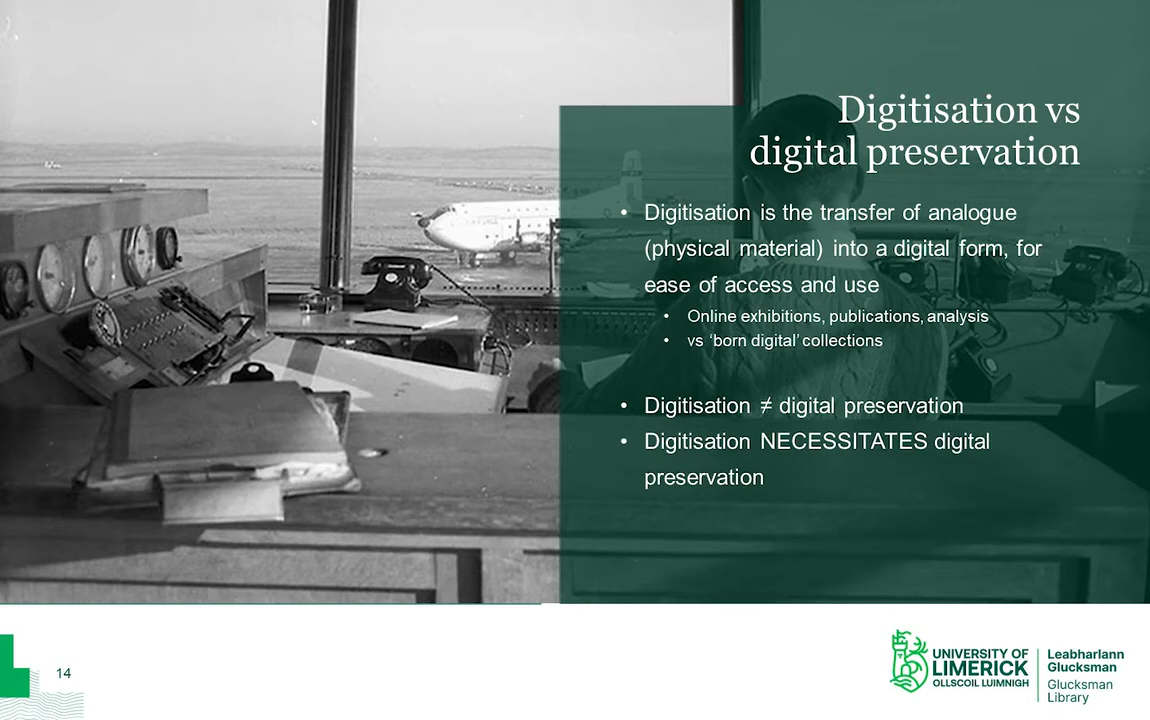 Digitisation vs
digital preservation
• Digitisation is the transfer of analogue
(physical material) into a digital form, for
ease of access and use
• Online exhibitions, publications, analysis
• vs ‘born digital’ collections
• Digitisation ≠ digital preservation
• Digitisation NECESSITATES digital
preservation
14
UNIVERSITY OF
LIMERICK
OLLSCOIL LUIMNIGH
Leabharlann
Glucksman
Glucksman
Library